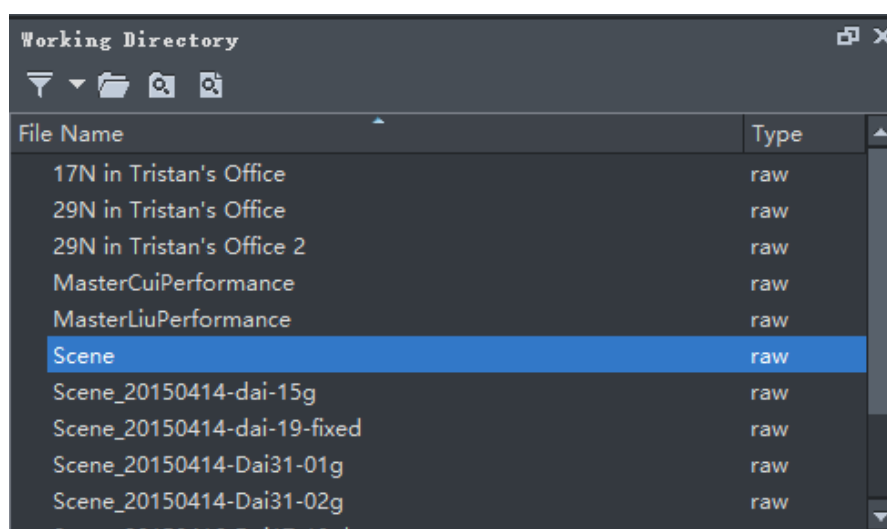 Working Directory
File Name Type
17N in Tristan's Office raw
29N in Tristan's Office raw
29N in Tristan's Office 2 raw
MasterCuiPerformance raw
MasterLiuPerformance raw
Scene raw
Scene_20150414-dai-15g raw
Scene_20150414-dai-19-fixed raw
Scene_20150414-Dai31-01g raw
Scene_20150414-Dai31-02g raw